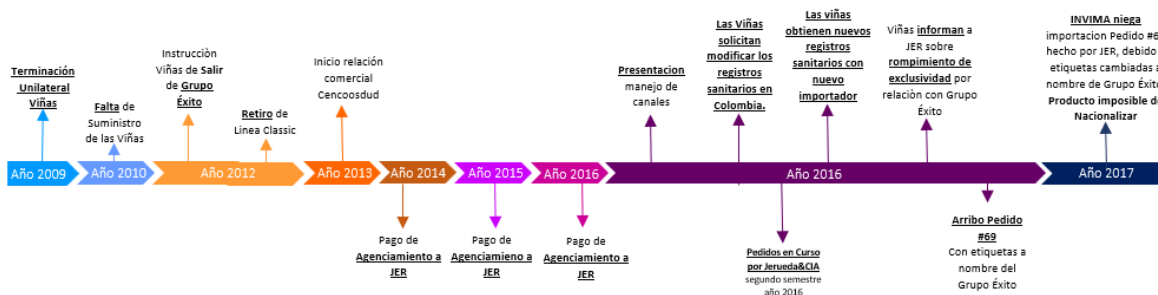 Terminación
Unilateral
Viñas
Falta de
Suministro
de las Viñas
Instrucciòn
Viñas de Salir
de Grupo
Éxito
Retiro de
Linea Classic
Inicio relación
comercial
Cencoosdud
Presentacion
manejo de
canales
Las Viñas
solicitan
modificar los
registros
sanitarios en
Colombia.
Las viñas
obtienen nuevos
registros
sanitarios con
nuevo
importador
Viñas informan a
JER sobre
rompimiento de
exclusividad por
relaciòn con Grupo
Éxito
INVIMA niega
importacion Pedido #6
hecho por JER, debido
etiquetas cambiadas a
nombre de Grupo Éxito
Producto imposible de
Nacionalizar
Año 2009
Año 2010
Año 2012
Año 2013
Año 2014
Año 2015
Año 2016
Año 2016
Año 2017
Pago de
Agenciamiento a
JER
Pago de
Agenciamieno a
JER
Pago de
Agenciamiento a
JER
Pedidos en Curso
por Jerueda&CIA
segundo semestre
año 2016
Arribo Pedido
#69
Con etiquetas a
nombre del
Grupo Éxito